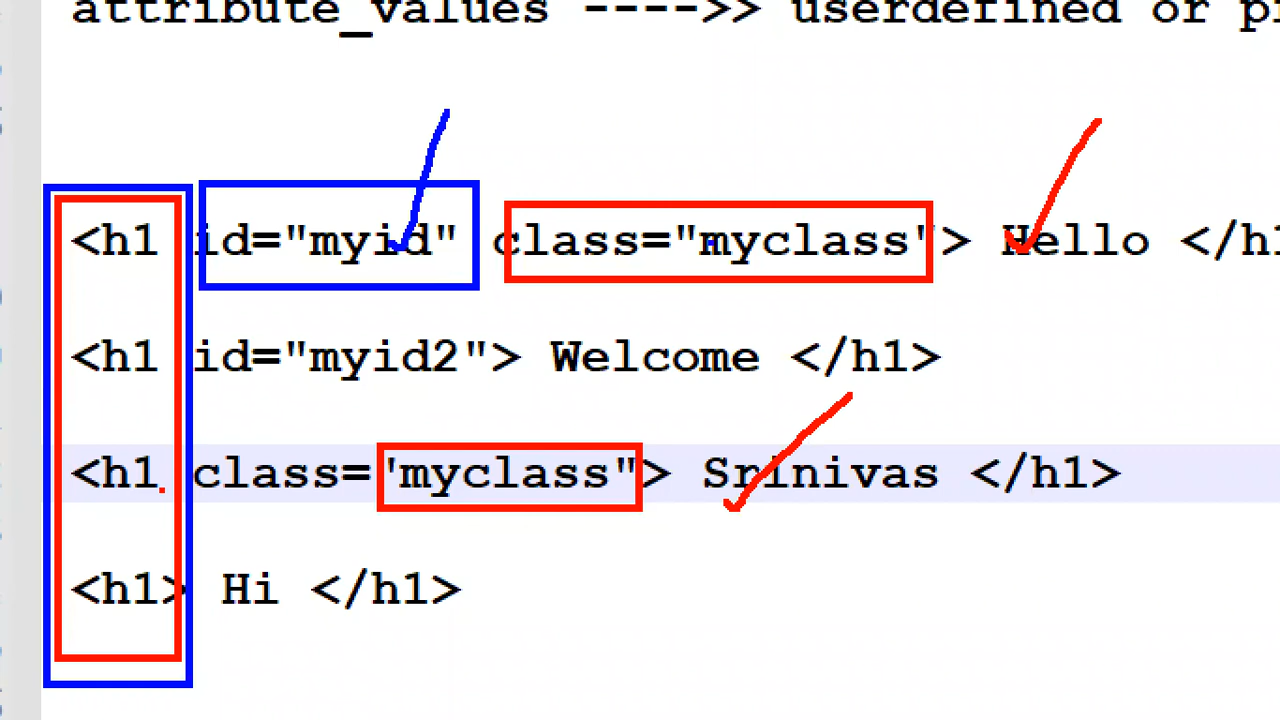 attribute_values ---->> userdefined or
<h1 id="myid" class="myclass"> Hello </h1
<h1 id="myid2"> Welcome </h1>
<h1 class="myclass"> Srinivas </h1>
<h1> Hi </h1>